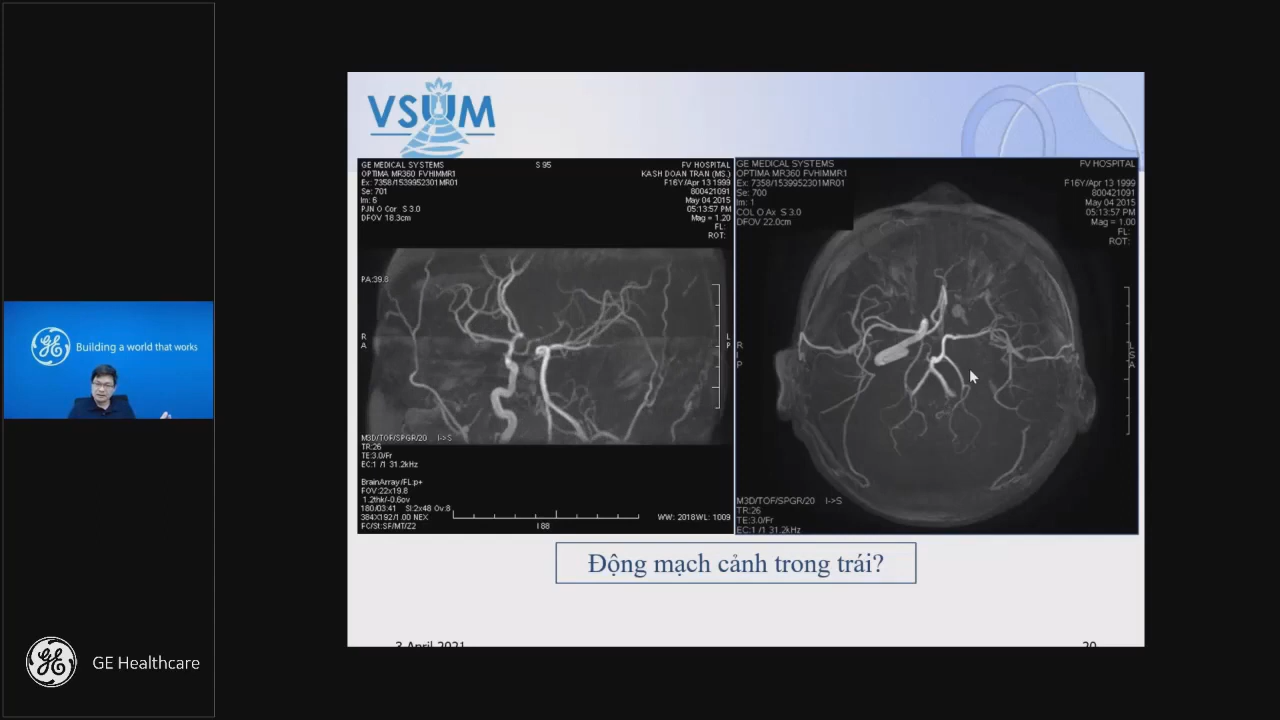 VSUM
GE MEDICAL SYSTEMS
OPTIMA MR360 FVHIMMR1
Ex: 7358/1539952301MR01
Se: 701
Im: 6
PJN O Cor S 3.0
DFOV 18.3cm
S 95
FV HOSPITAL
KASH DOAN TRAN (MS.)
F16Y/Apr 13 1999
800421091
May 04 2015
05:13:57 PM
Mag = 1.20
FL:
ROT:
PA:39.8
R
A
L
P
M3D/TOF/SPGR/20 I->S
TR:26
TE:3.0/Fr
EC:1 /1 31.2kHz
BrainArray/FL:p+
FOV:22x19.8
1.2thk/-0.6ov
180/03:41 Sl:2x48 Ov:8
384X192/1.00 NEX
FC/St:SF/MT/Z2
I 88
WW: 2018WL: 1009
GE MEDICAL SYSTEMS
OPTIMA MR360 FVHIMMR1
Ex: 7358/1539952301MR01
Se: 700
Im: 1
COL O Ax S 3.0
DFOV 22.0cm
FV HOSPITAL
F16Y/Apr 13 1999
800421091
May 04 2015
05:13:57 PM
Mag = 1.00
FL:
ROT:
R
I
P
L
S
A
M3D/TOF/SPGR/20 I->S
TR:26
TE:3.0/Fr
EC:1 /1 31.2kHz
Động mạch cảnh trong trái?
3 April 2021
20
GE Building a world that works
GE GE Healthcare